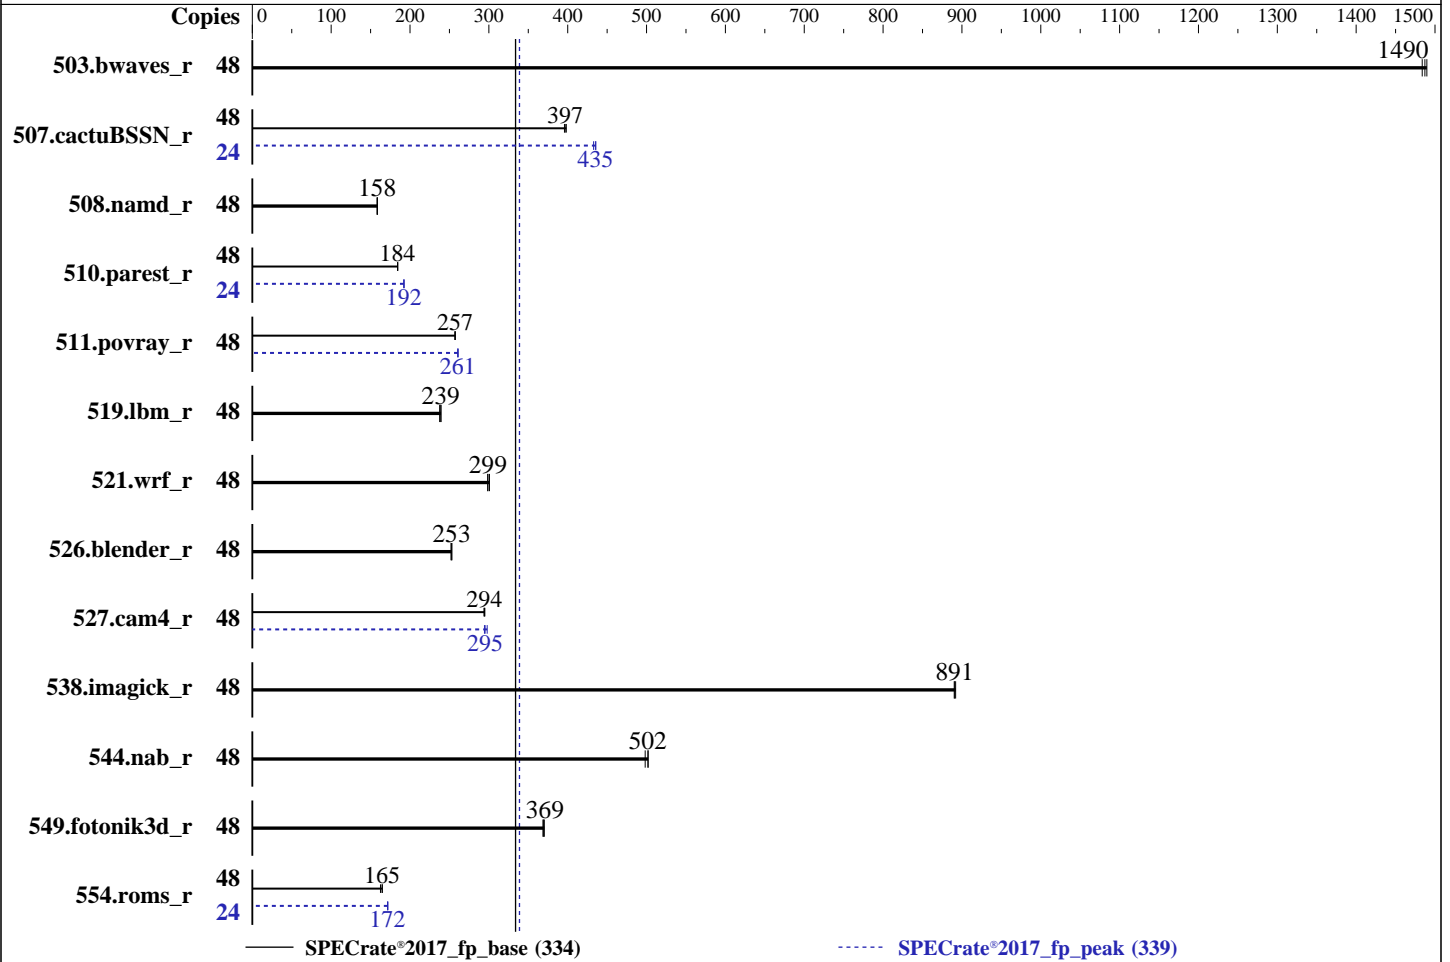 Copies 0 100 200 300 400 500 600 700 800 900 1000 1100 1200 1300 1400 1500
503.bwaves_r 48 1490
507.cactuBSSN_r 48 397
24 435
508.namd_r 48 158
510.parest_r 48 184
24 192
511.povray_r 48 257
261
519.lbm_r 48 239
521.wrf_r 48 299
526.blender_r 48 253
527.cam4_r 48 294
295
538.imagick_r 48 891
544.nab_r 48 502
549.fotonik3d_r 48 369
554.roms_r 48 165
24 172
SPECrate®2017_fp_base (334) SPECrate®2017_fp_peak (339)